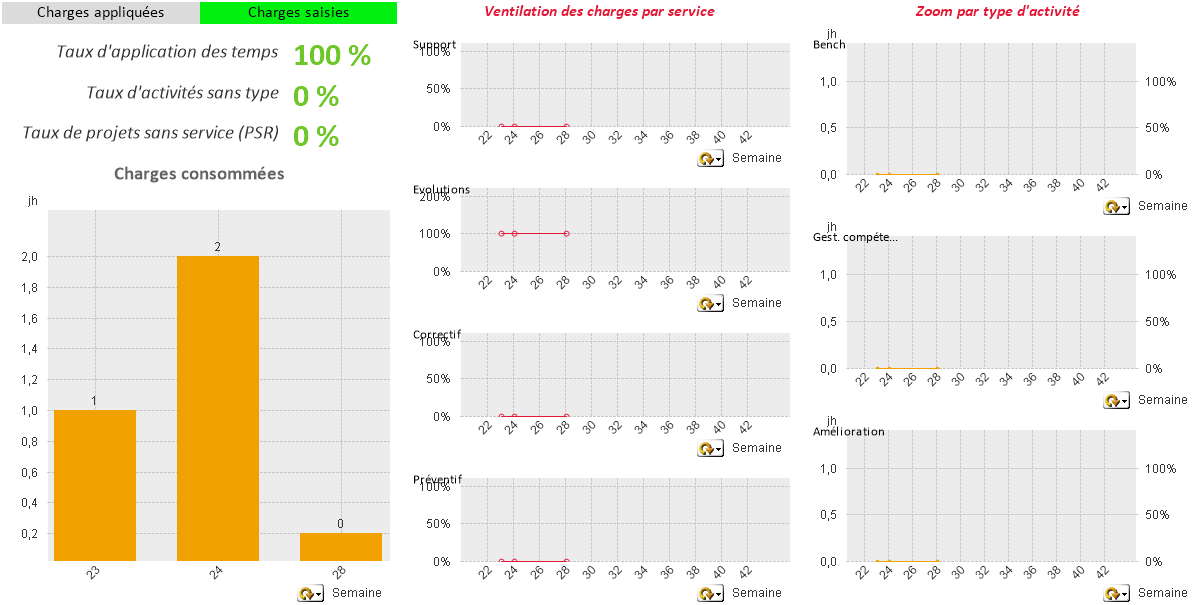 Charges appliquées
Charges saisies
Taux d'application des temps 100 %
Taux d'activités sans type 0 %
Taux de projets sans service (PSR) 0 %
Charges consommées
jh
2,0
1,8
1,6
1,4
1,2
1,0
0,8
0,6
0,4
0,2
1
2
0
23 24 28
Semaine
Ventilation des charges par service
Support
100%
50%
0%
22 24 26 28 30 32 34 36 38 40 42
Semaine
Evolutions
200%
100%
0%
22 24 26 28 30 32 34 36 38 40 42
Semaine
Correctif
100%
50%
0%
22 24 26 28 30 32 34 36 38 40 42
Semaine
Préventif
100%
50%
0%
22 24 26 28 30 32 34 36 38 40 42
Semaine
Zoom par type d'activité
jh
Bench
1,0 100%
0,5 50%
0,0 0%
22 24 26 28 30 32 34 36 38 40 42
Semaine
jh
Gest. compéte...
1,0 100%
0,5 50%
0,0 0%
22 24 26 28 30 32 34 36 38 40 42
Semaine
jh
Amélioration
1,0 100%
0,5 50%
0,0 0%
22 24 26 28 30 32 34 36 38 40 42
Semaine